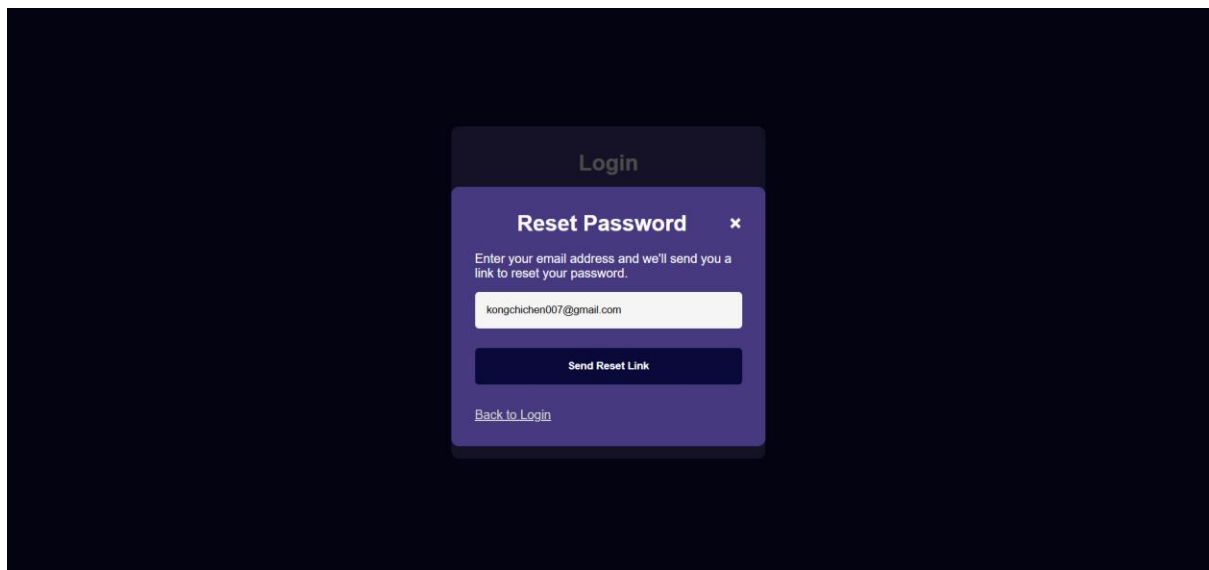 Login
Reset Password ×
Enter your email address and we'll send you a
link to reset your password.
kongchichen007@gmail.com
Send Reset Link
Back to Login